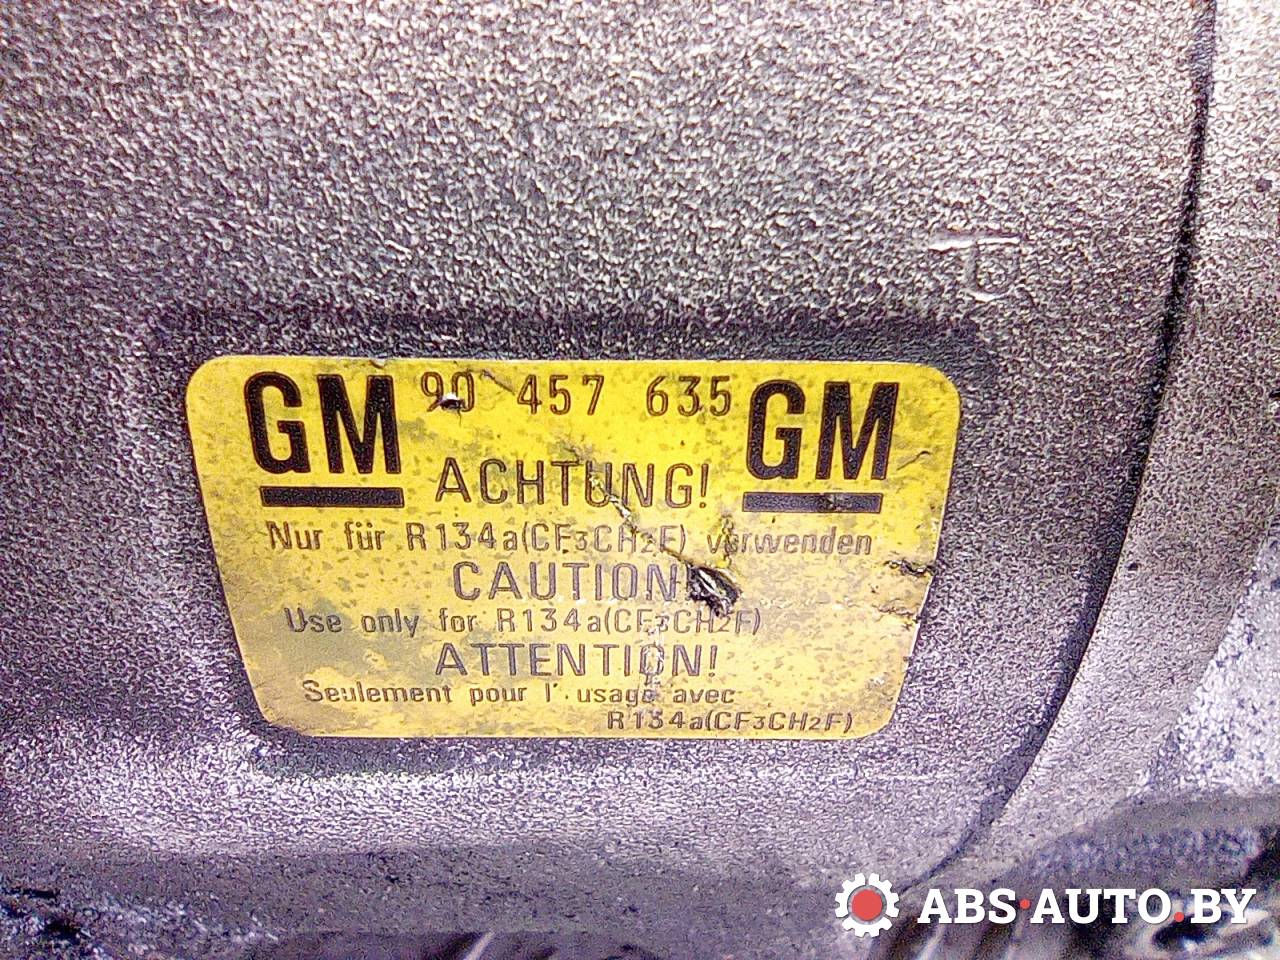 GM 90 457 635 GM
ACHTUNG!
Nur für R134a(CF3CH2F) verwenden
CAUTION!
Use only for R134a(CF3CH2F)
ATTENTION!
Seulement pour l'.usage avec
R134a(CF3CH2F)
ABS·AUTO.BY